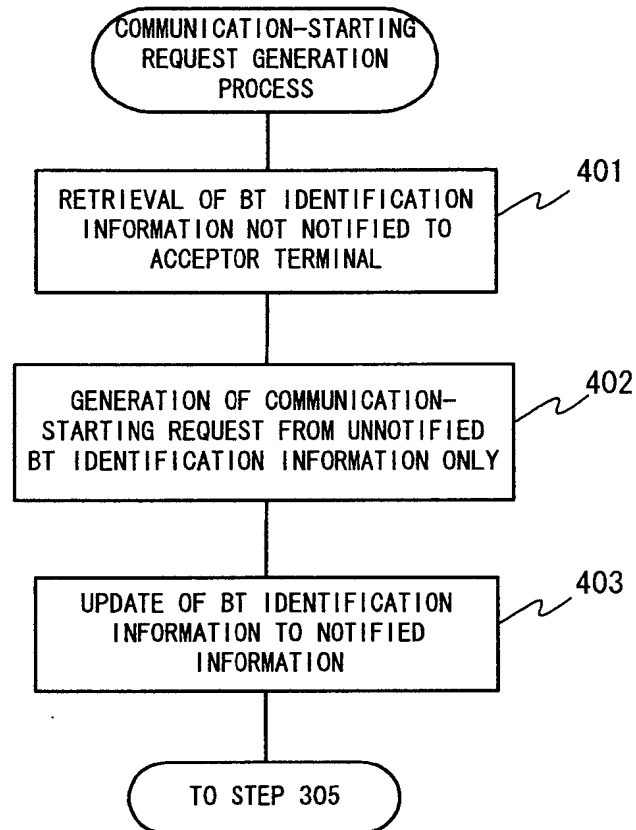 COMMUNICATION-STARTING
REQUEST GENERATION
PROCESS
401
RETRIEVAL OF BT IDENTIFICATION
INFORMATION NOT NOTIFIED TO
ACCEPTOR TERMINAL
402
GENERATION OF COMMUNICATION-
STARTING REQUEST FROM UNNOTIFIED
BT IDENTIFICATION INFORMATION ONLY
403
UPDATE OF BT IDENTIFICATION
INFORMATION TO NOTIFIED
INFORMATION
TO STEP 305